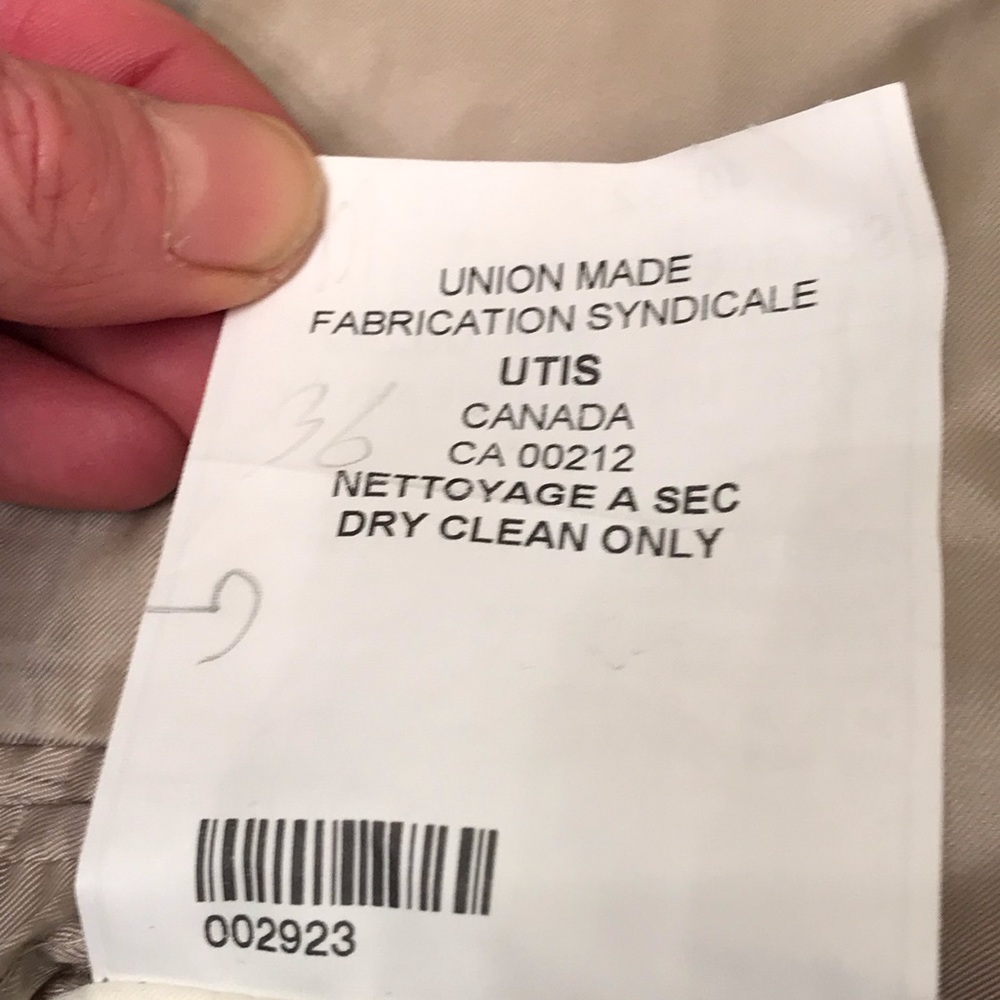 UNION MADE
FABRICATION SYNDICALE
UTIS
CANADA
36
CA 00212
NETTOYAGE A SEC
DRY CLEAN ONLY
002923